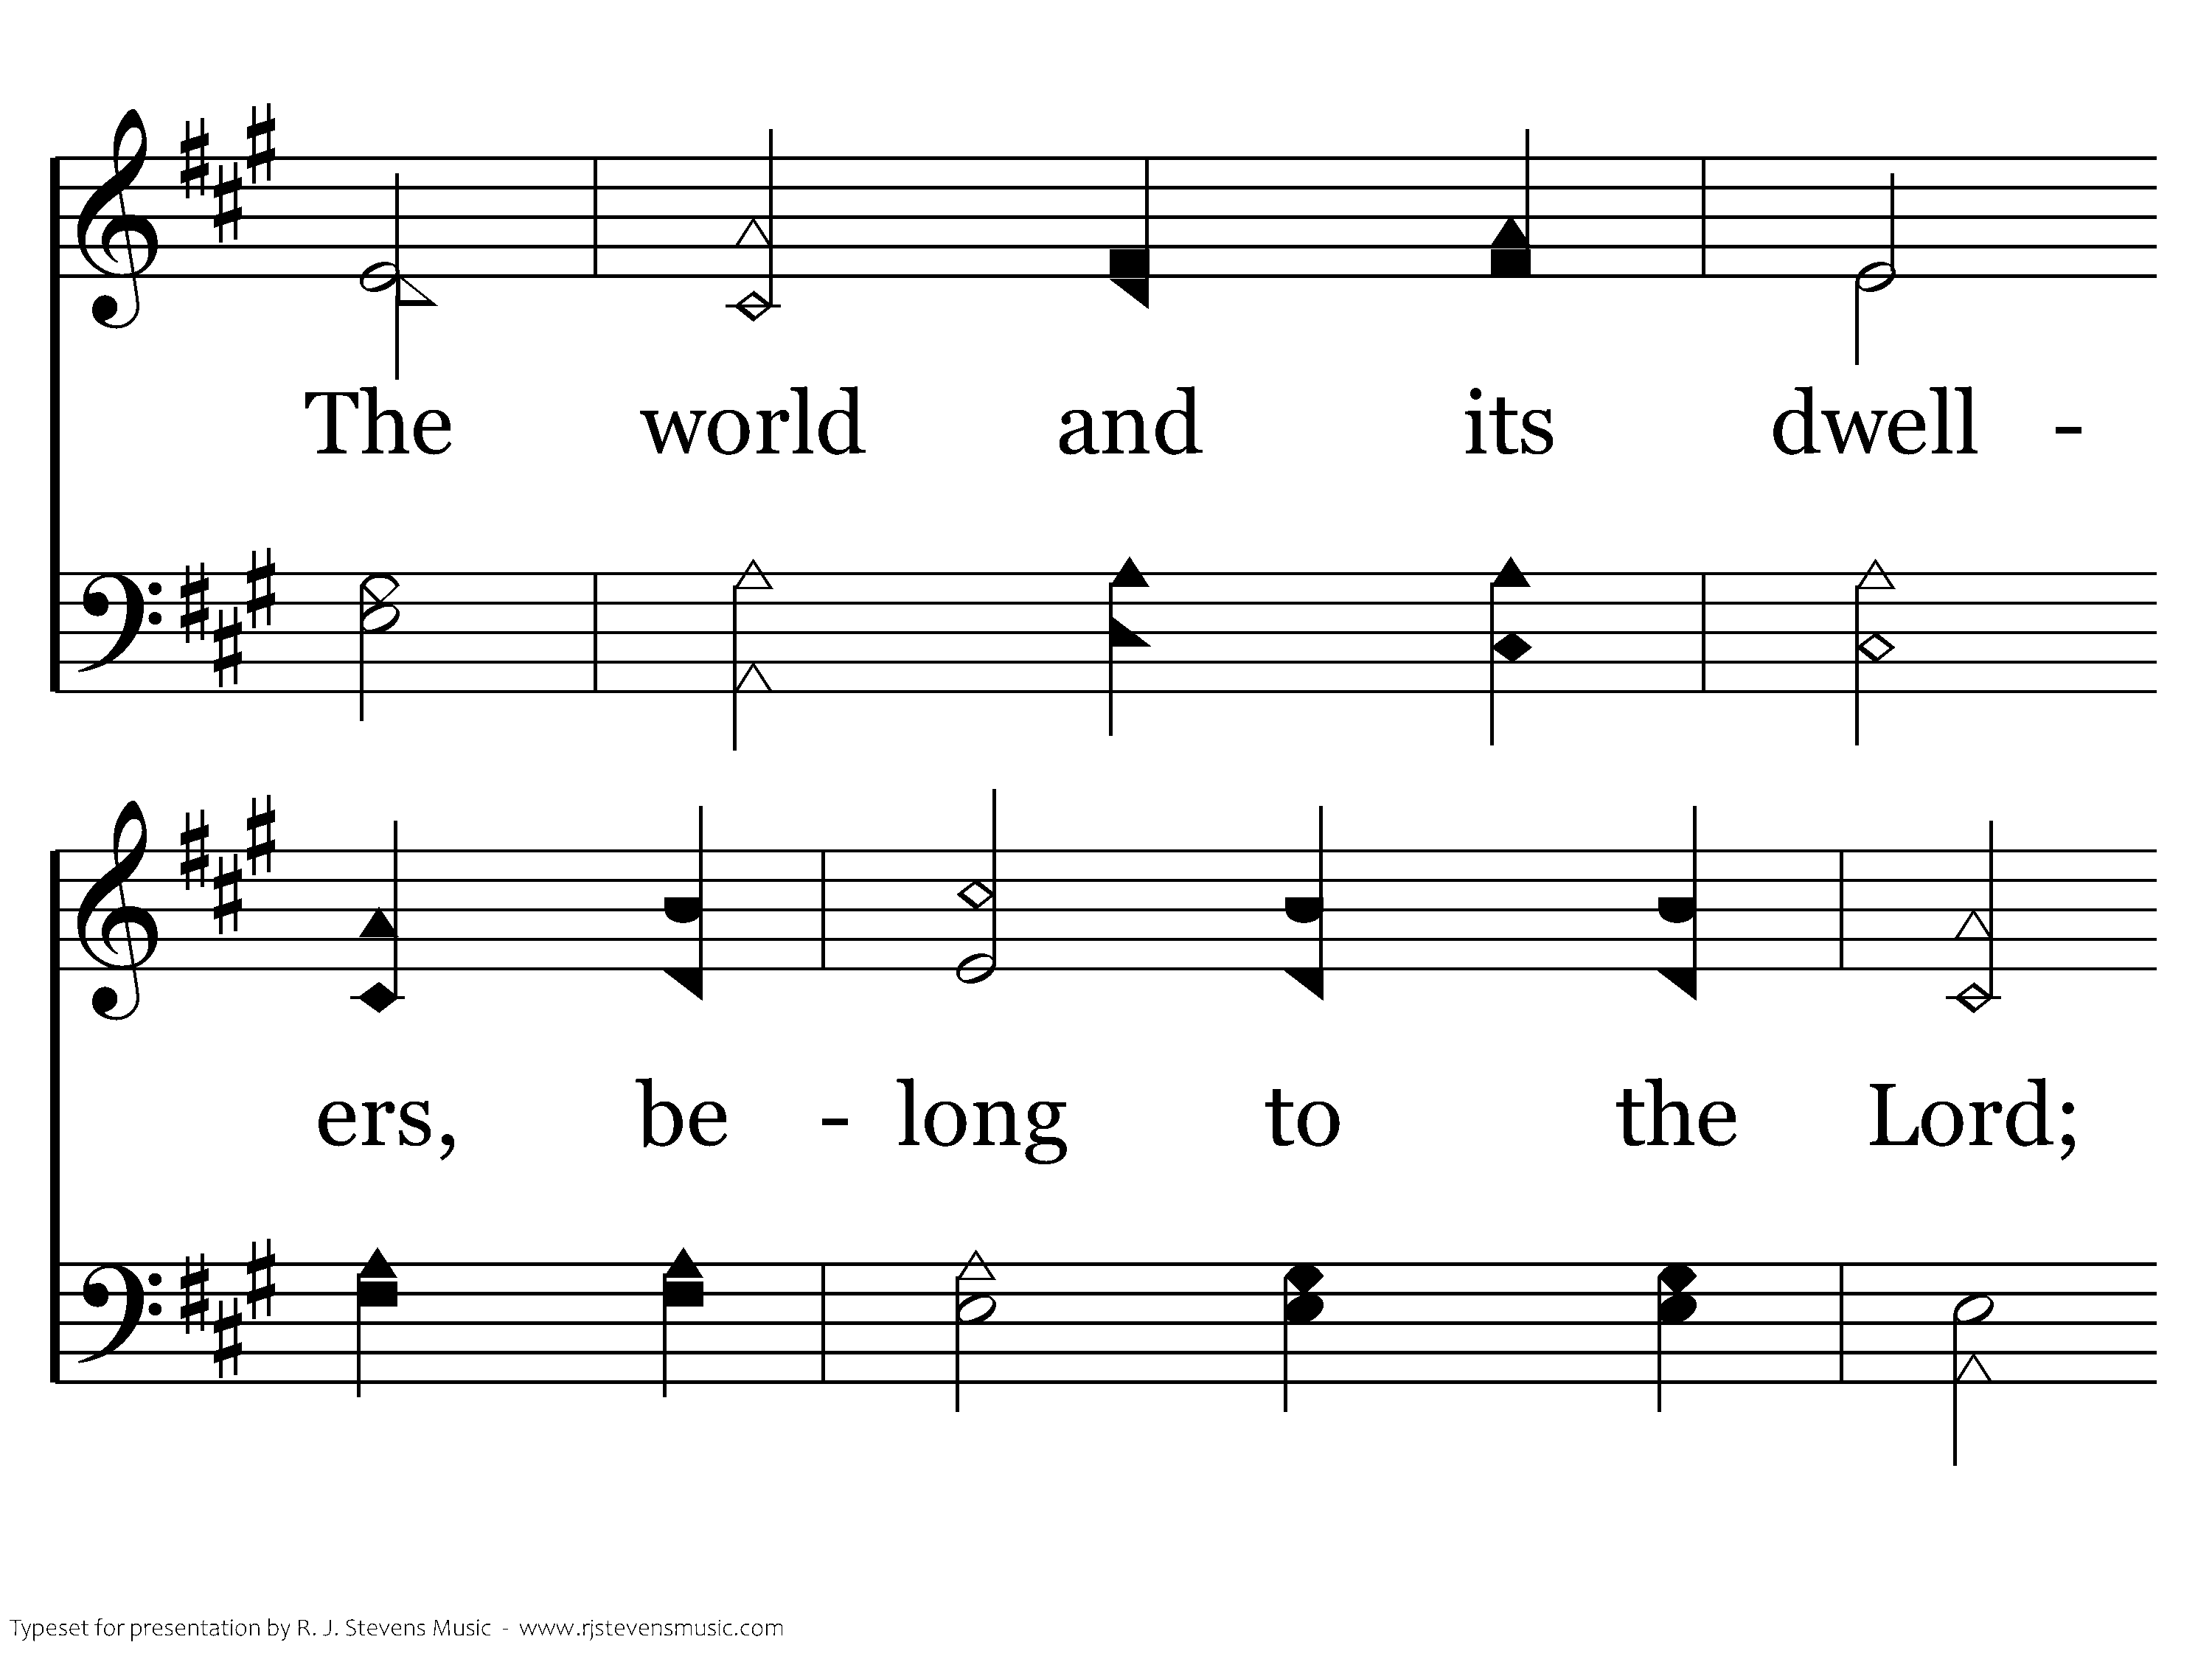 The world and its dwell -
ers, be - long to the Lord;
Typeset for presentation by R. J. Stevens Music - www.rjstevensmusic.com